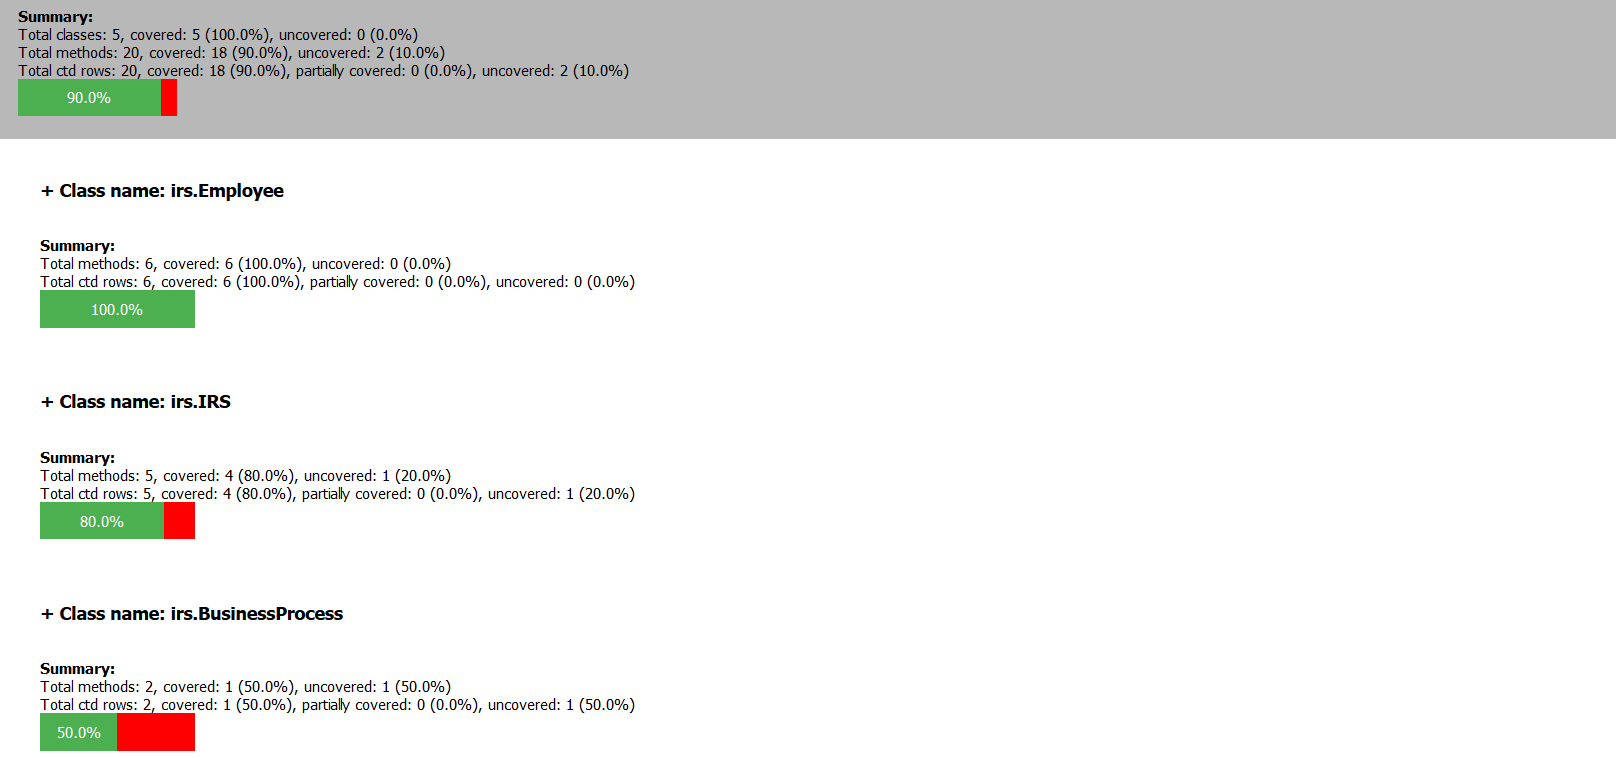 Summary:
Total classes: 5, covered: 5 (100.0%), uncovered: 0 (0.0%)
Total methods: 20, covered: 18 (90.0%), uncovered: 2 (10.0%)
Total ctd rows: 20, covered: 18 (90.0%), partially covered: 0 (0.0%), uncovered: 2 (10.0%)
90.0%
+ Class name: irs.Employee
Summary:
Total methods: 6, covered: 6 (100.0%), uncovered: 0 (0.0%)
Total ctd rows: 6, covered: 6 (100.0%), partially covered: 0 (0.0%), uncovered: 0 (0.0%)
100.0%
+ Class name: irs.IRS
Summary:
Total methods: 5, covered: 4 (80.0%), uncovered: 1 (20.0%)
Total ctd rows: 5, covered: 4 (80.0%), partially covered: 0 (0.0%), uncovered: 1 (20.0%)
80.0%
+ Class name: irs.BusinessProcess
Summary:
Total methods: 2, covered: 1 (50.0%), uncovered: 1 (50.0%)
Total ctd rows: 2, covered: 1 (50.0%), partially covered: 0 (0.0%), uncovered: 1 (50.0%)
50.0%